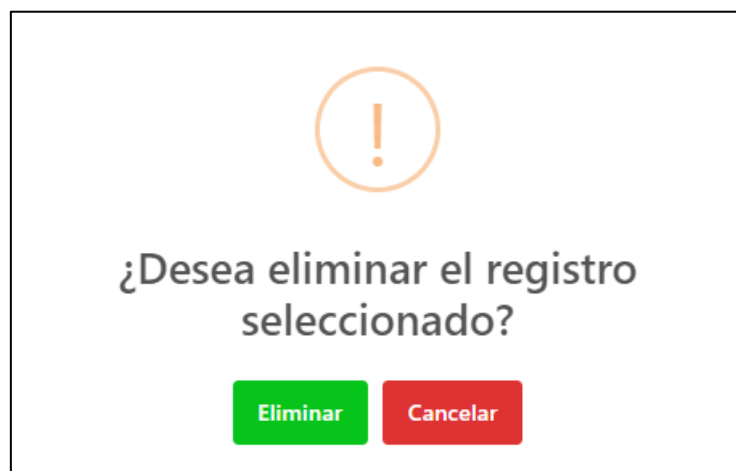 ¿Desea eliminar el registro
seleccionado?
Eliminar
Cancelar